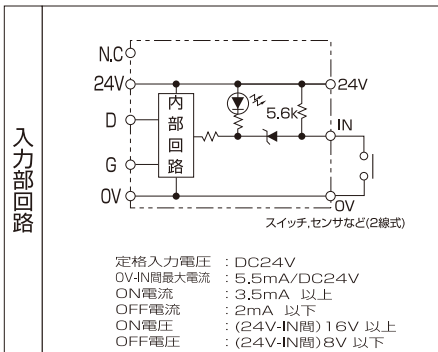 入力部回路
N.C
24V
24V
D
内部回路
5.6k
IN
G
0V
0V
スイッチ,センサなど(2線式)
定格入力電圧 : DC24V
0V-IN間最大電流 : 5.5mA/DC24V
ON電流 : 3.5mA 以上
OFF電流 : 2mA 以下
ON電圧 : (24V-IN間)16V 以上
OFF電圧 : (24V-IN間)8V 以下